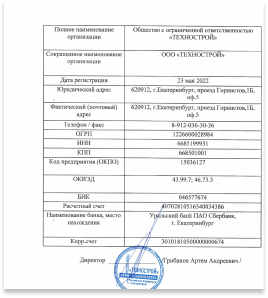 Полное наименование организации
Общество с ограниченной ответственностью «ТЕХНОСТРОЙ»
Сокращенное наименование организации
ООО «ТЕХНОСТРОЙ»
Дата регистрации
23 мая 2022
Юридический адрес
620912, г.Екатеринбург, проезд Горнистов,1Б, оф.5
Фактический (почтовый) адрес
620912, г.Екатеринбург, проезд Горнистов,1Б, оф.5
Телефон / факс
8-912-036-30-36
ОГРН
1226600028984
ИНН
6685199931
КПП
668501001
Код предприятия (ОКПО)
15036127
ОКВЭД
43.99.7; 46.73.3
БИК
046577674
Расчетный счет
40702810516540034386
Наименование банка, место нахождения
Уральский банк ПАО Сбербанк, г. Екатеринбург
Корр.счет
30101810500000000674
Директор
/Грибанов Артем Андреевич /
«ТЕХНОСТРОЙ»